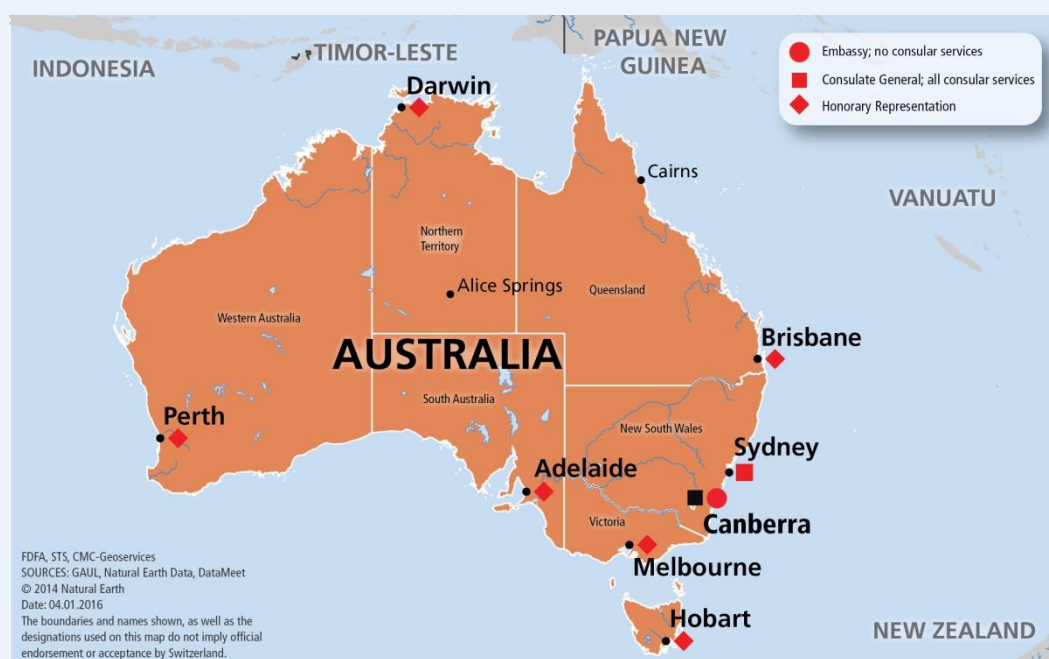 INDONESIA
TIMOR-LESTE
PAPUA NEW
GUINEA
Embassy; no consular services
Consulate General; all consular services
Honorary Representation
Darwin
Cairns
VANUATU
Northern
Territory
Alice Springs
Queensland
Western Australia
AUSTRALIA
Brisbane
South Australia
Perth
New South Wales
Sydney
Adelaide
Canberra
Victoria
Melbourne
Hobart
NEW ZEALAND
FDFA, STS, CMC-Geoservices
SOURCES: GAUL, Natural Earth Data, DataMeet
© 2014 Natural Earth
Date: 04.01.2016
The boundaries and names shown, as well as the
designations used on this map do not imply official
endorsement or acceptance by Switzerland.